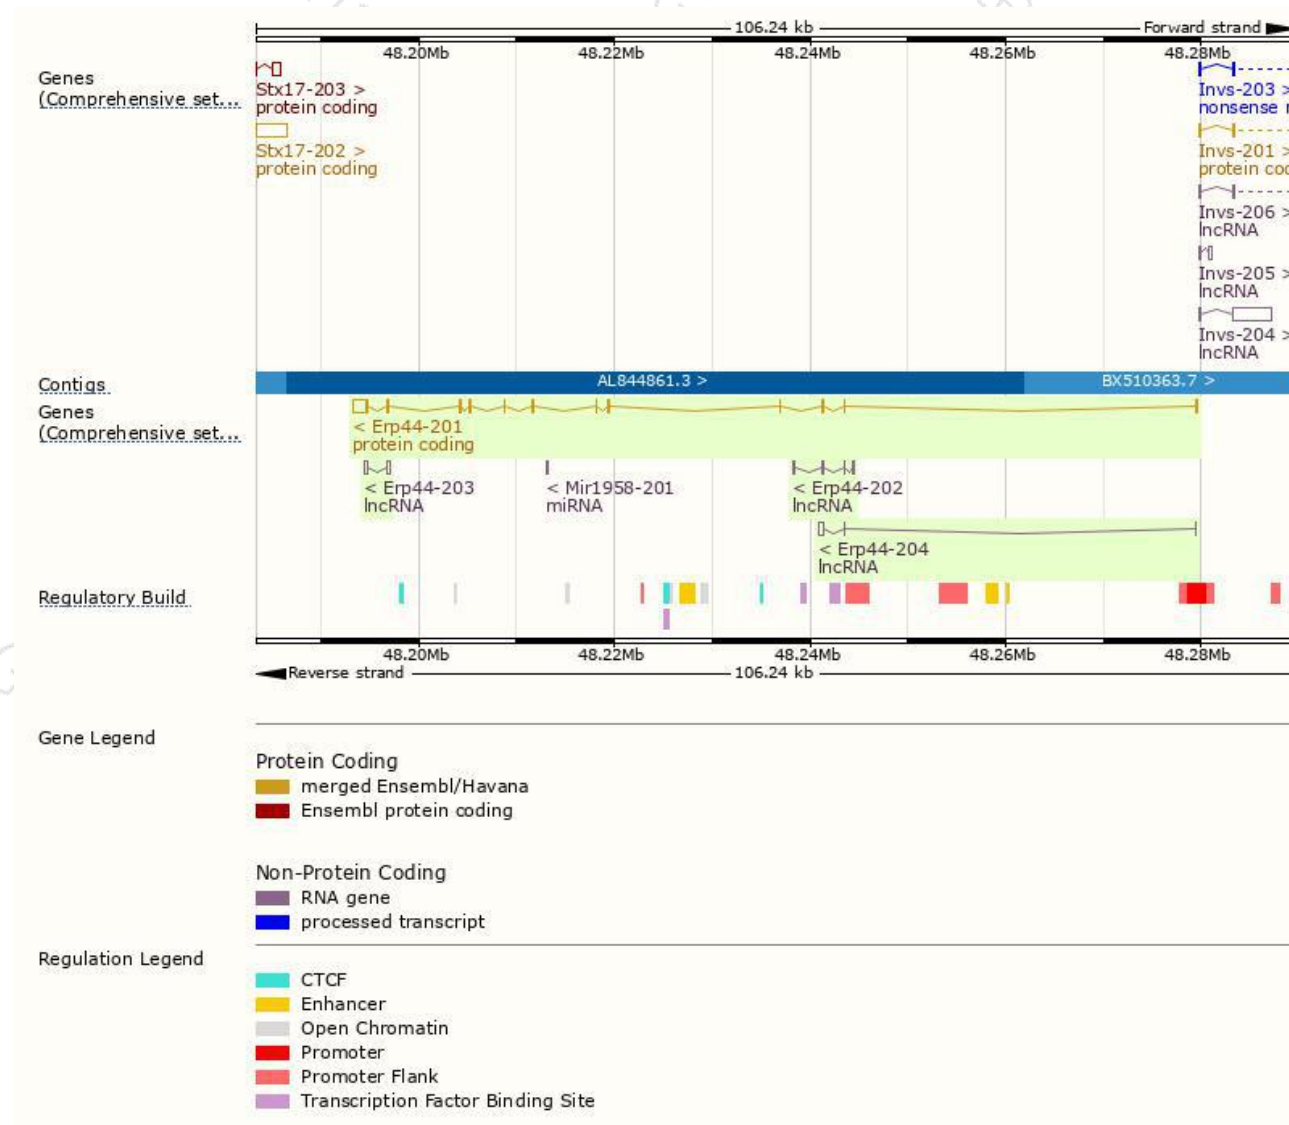 106.24 kb Forward strand
48.20Mb 48.22Mb 48.24Mb 48.26Mb 48.28Mb
Genes
(Comprehensive set...
Stx17-203 >
protein coding
Stx17-202 >
protein coding
Invs-203 >
nonsense
Invs-201 >
protein
Invs-206 >
lncRNA
Invs-205 >
lncRNA
Invs-204 >
lncRNA
Contigs
AL844861.3 > BX510363.7 >
Genes
(Comprehensive set...
< Erp44-201
protein coding
< Erp44-203 < Mir1958-201 < Erp44-202
lncRNA miRNA lncRNA
< Erp44-204
lncRNA
Regulatory Build
48.20Mb 48.22Mb 48.24Mb 48.26Mb 48.28Mb
Reverse strand 106.24 kb
Gene Legend
Protein Coding
merged Ensembl/Havana
Ensembl protein coding
Non-Protein Coding
RNA gene
processed transcript
Regulation Legend
CTCF
Enhancer
Open Chromatin
Promoter
Promoter Flank
Transcription Factor Binding Site